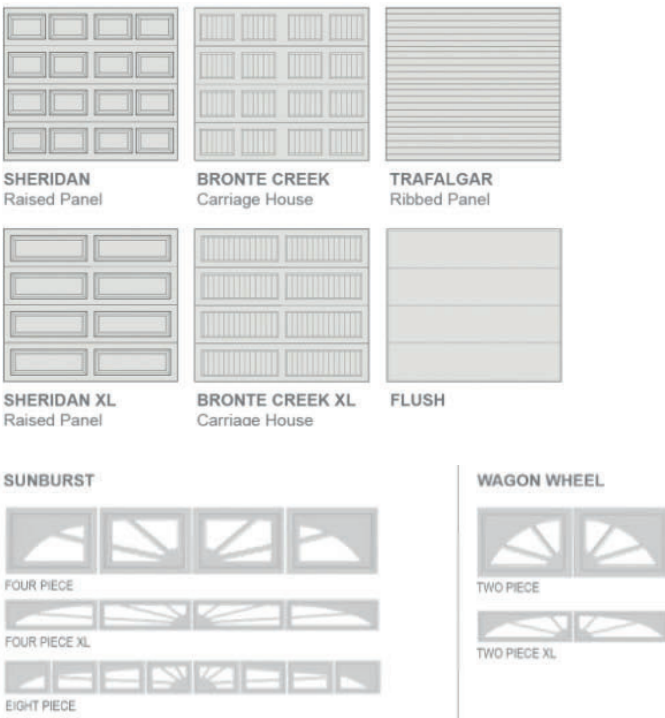 SHERIDAN
Raised Panel
BRONTE CREEK
Carriage House
TRAFALGAR
Ribbed Panel
SHERIDAN XL
Raised Panel
BRONTE CREEK XL
Carriage House
FLUSH
SUNBURST
FOUR PIECE
FOUR PIECE XL
EIGHT PIECE
WAGON WHEEL
TWO PIECE
TWO PIECE XL